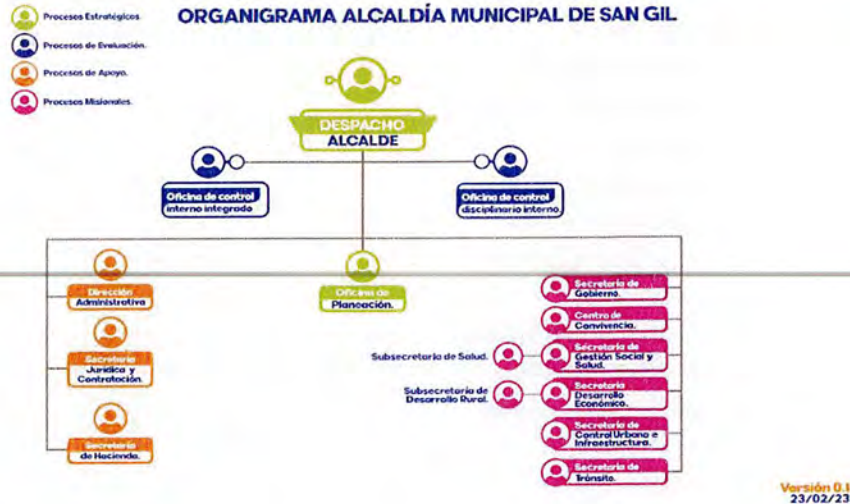 ORGANIGRAMA ALCALDÍA MUNICIPAL DE SAN GIL
Procesos Estratégicos.
Procesos de Evaluación.
Procesos de Apoyo.
Procesos Misionales.
DESPACHO
ALCALDE
Oficina de control
interno integrado
Oficina de control
disciplinario interno.
Dirección
Administrativa
Oficina de
Planeación.
Secretaría
Jurídica y
Contratación.
Secretaría
de Hacienda.
Secretaría de
Gobierno.
Centro de
Convivencia.
Subsecretaría de Salud.
Secretaría de
Gestión Social y
Salud.
Subsecretaría de
Desarrollo Rural.
Secretaría
Desarrollo
Económico.
Secretaría de
Control Urbano e
Infraestructura.
Secretaría de
Tránsito.
Versión 0.1
23/02/23